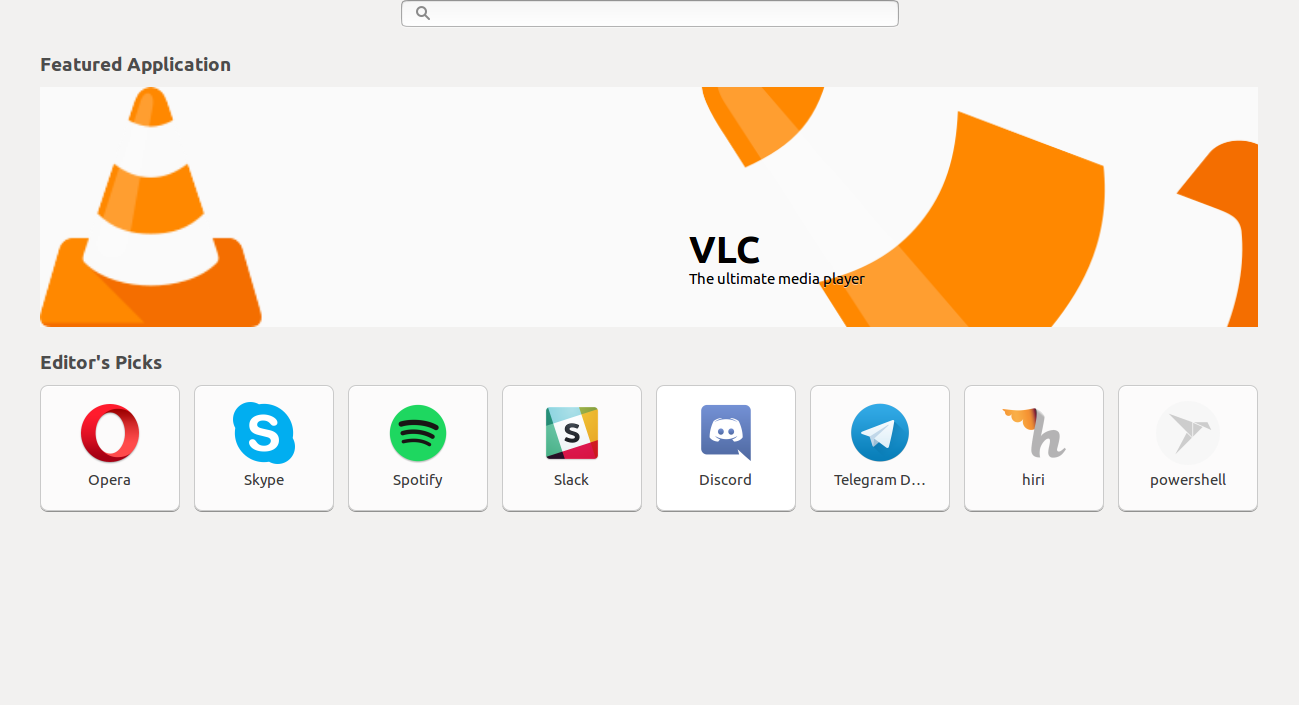 Featured Application
VLC
The ultimate media player
Editor's Picks
Opera
Skype
Spotify
Slack
Discord
Telegram D...
hiri
powershell